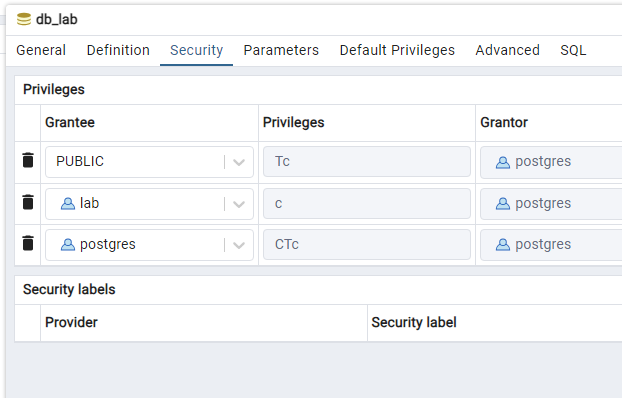 db_lab
General Definition Security Parameters Default Privileges Advanced SQL
Privileges
Grantee Privileges Grantor
PUBLIC Tc postgres
lab c postgres
postgres CTc postgres
Security labels
Provider Security label